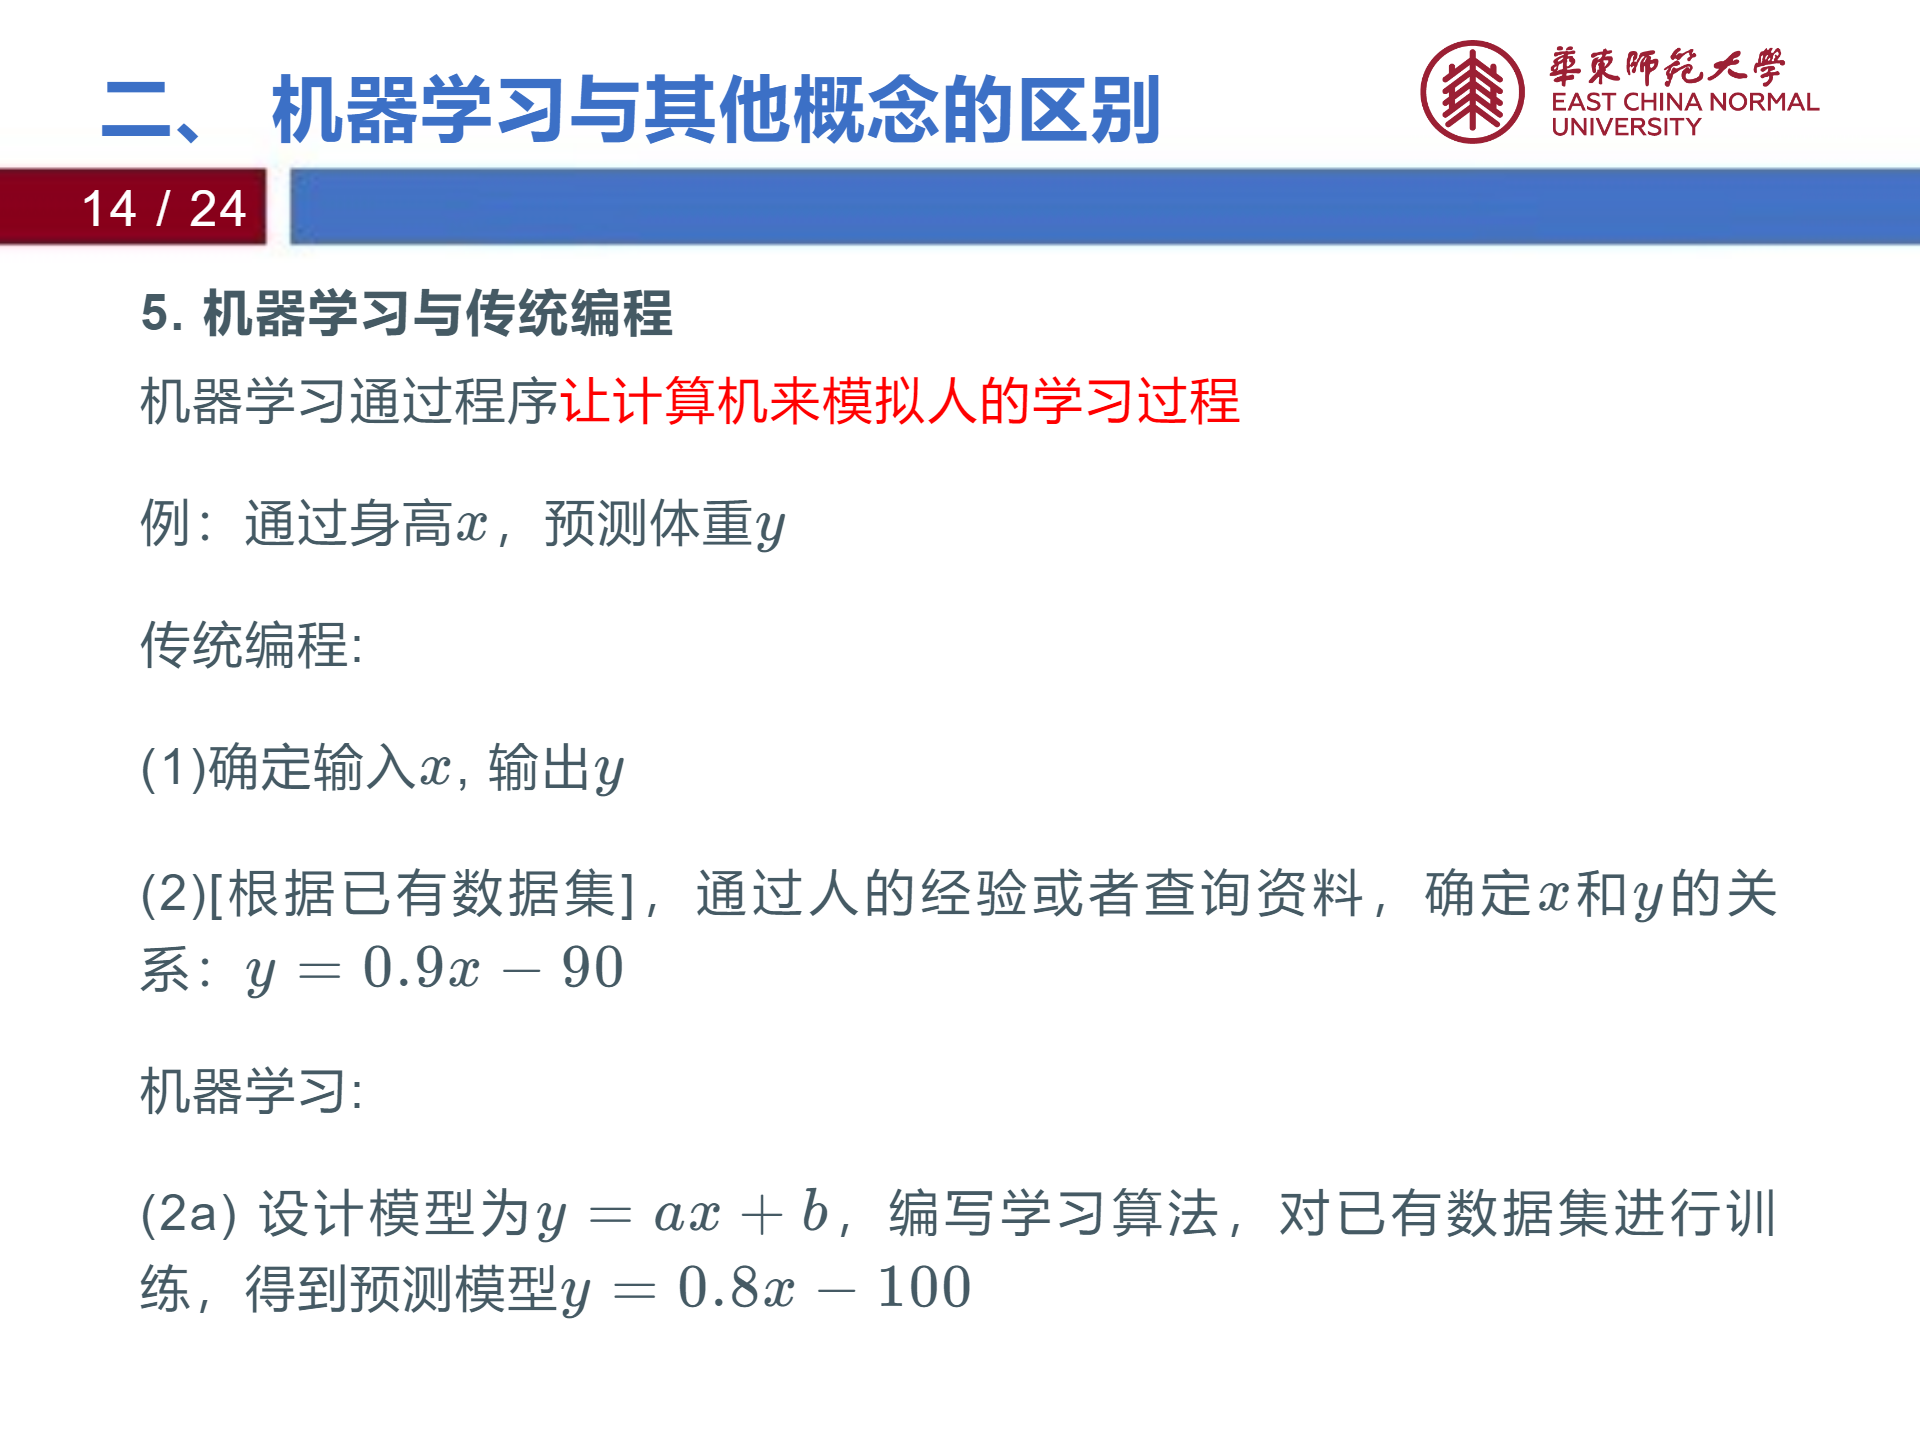 二、 机器学习与其他概念的区别
華東師範大學
EAST CHINA NORMAL
UNIVERSITY
14 / 24
5. 机器学习与传统编程
机器学习通过程序让计算机来模拟人的学习过程
例：通过身高x，预测体重y
传统编程:
(1)确定输入x, 输出y
(2)[根据已有数据集]，通过人的经验或者查询资料，确定x和y的关
系：y = 0.9x − 90
机器学习:
(2a) 设计模型为y = ax + b，编写学习算法，对已有数据集进行训
练，得到预测模型y = 0.8x − 100